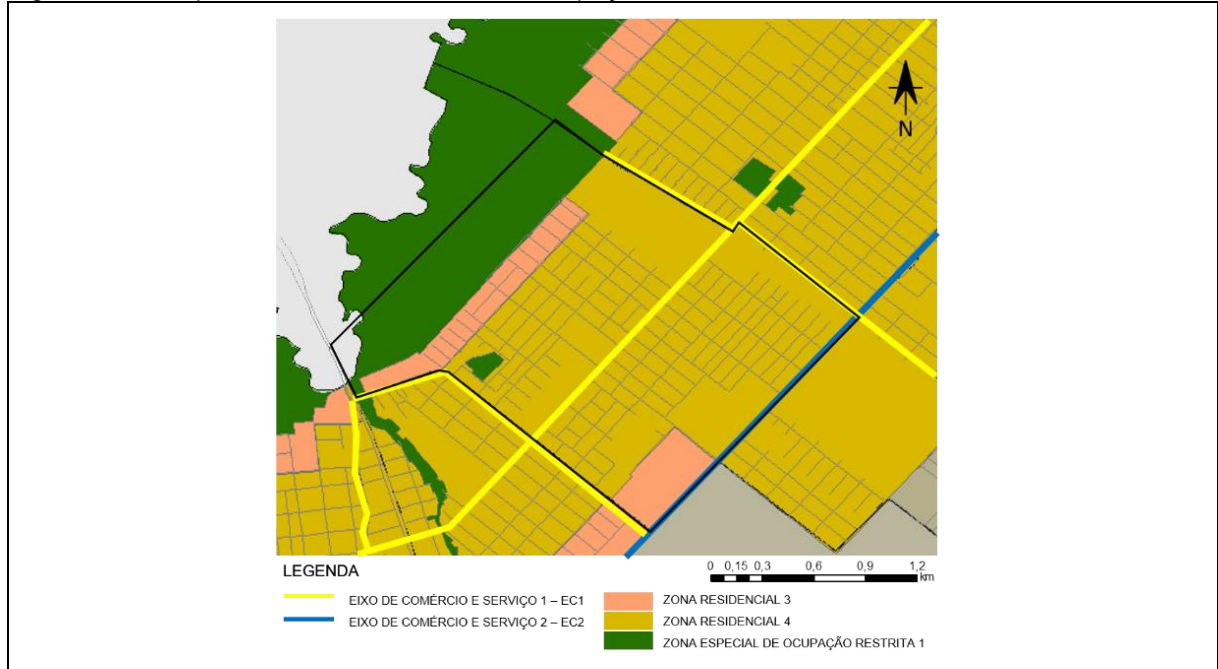 N
LEGENDA
0 0,15 0,3 0,6 0,9 1,2
km
EIXO DE COMÉRCIO E SERVIÇO 1 – EC1
EIXO DE COMÉRCIO E SERVIÇO 2 – EC2
ZONA RESIDENCIAL 3
ZONA RESIDENCIAL 4
ZONA ESPECIAL DE OCUPAÇÃO RESTRITA 1